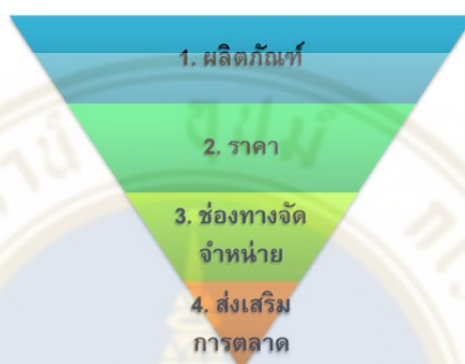 1. ผลิตภัณฑ์
2. ราคา
3. ช่องทางจัด
จำหน่าย
4. ส่งเสริม
การตลาด